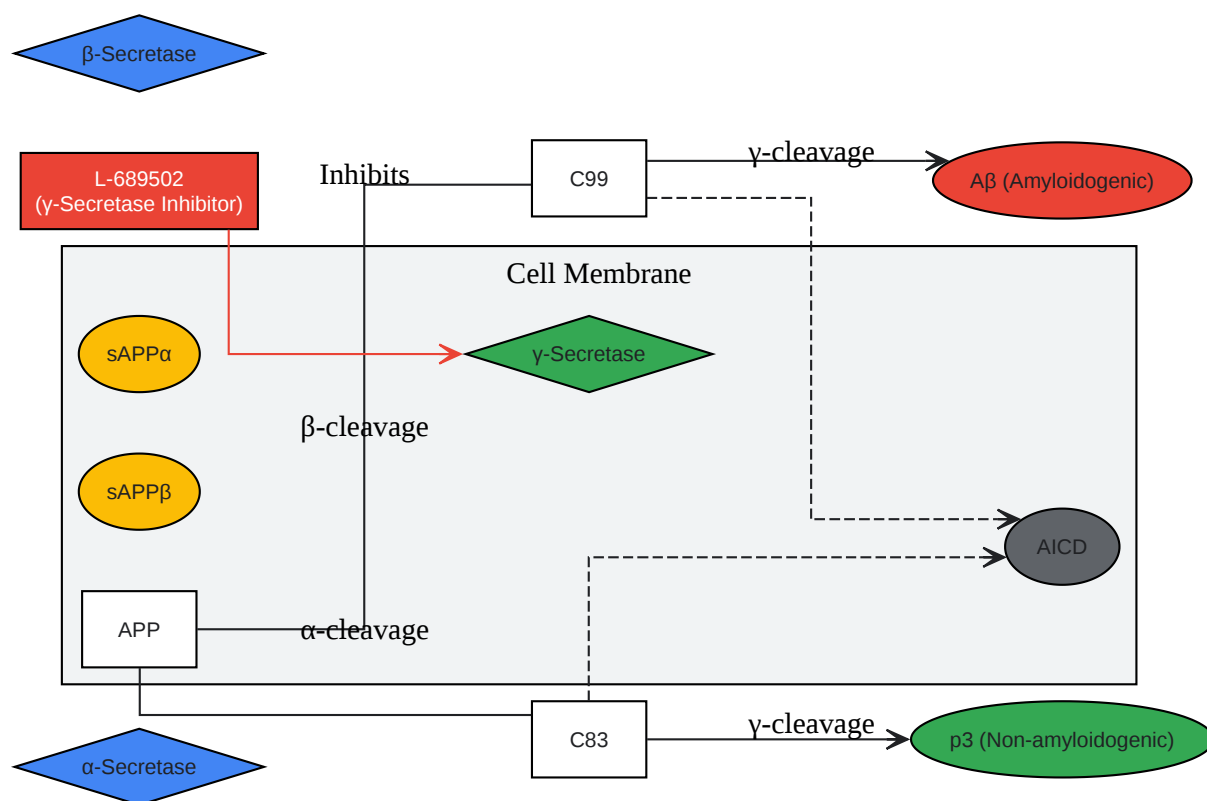 β-Secretase
L-689502
(γ-Secretase Inhibitor)
Inhibits
C99
γ-cleavage
Aβ (Amyloidogenic)
Cell Membrane
sAPPα
γ-Secretase
β-cleavage
sAPPβ
AICD
APP
α-cleavage
C83
γ-cleavage
p3 (Non-amyloidogenic)
α-Secretase